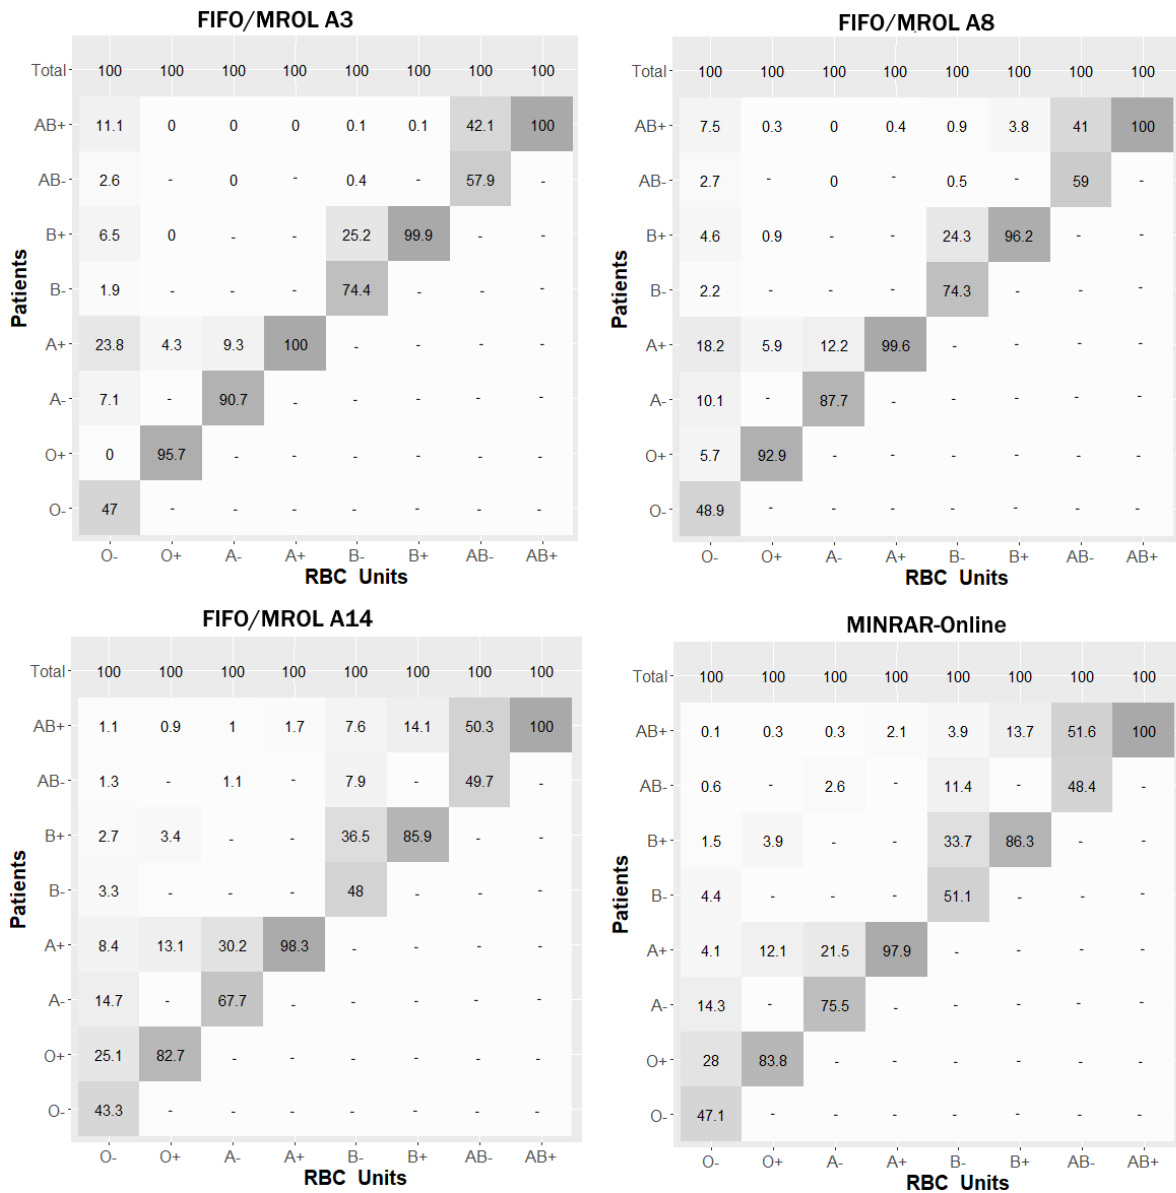 FIFO/MROL A3
Total 100 100 100 100 100 100 100 100
AB+ 11.1 0 0 0 0.1 0.1 42.1 100
AB- 2.6 - 0 - 0.4 - 57.9 -
B+ 6.5 0 - - 25.2 99.9 - -
B- 1.9 - - - 74.4 - - -
A+ 23.8 4.3 9.3 100 - - - -
A- 7.1 - 90.7 - - - - -
O+ 0 95.7 - - - - - -
O- 47 - - - - - - -
O- O+ A- A+ B- B+ AB- AB+
Patients
RBC Units
FIFO/MROL A8
Total 100 100 100 100 100 100 100 100
AB+ 7.5 0.3 0 0.4 0.9 3.8 41 100
AB- 2.7 - 0 - 0.5 - 59 -
B+ 4.6 0.9 - - 24.3 96.2 - -
B- 2.2 - - - 74.3 - - -
A+ 18.2 5.9 12.2 99.6 - - - -
A- 10.1 - 87.7 - - - - -
O+ 5.7 92.9 - - - - - -
O- 48.9 - - - - - - -
O- O+ A- A+ B- B+ AB- AB+
Patients
RBC Units
FIFO/MROL A14
Total 100 100 100 100 100 100 100 100
AB+ 1.1 0.9 1 1.7 7.6 14.1 50.3 100
AB- 1.3 - 1.1 - 7.9 - 49.7 -
B+ 2.7 3.4 - - 36.5 85.9 - -
B- 3.3 - - - 48 - - -
A+ 8.4 13.1 30.2 98.3 - - - -
A- 14.7 - 67.7 - - - - -
O+ 25.1 82.7 - - - - - -
O- 43.3 - - - - - - -
O- O+ A- A+ B- B+ AB- AB+
Patients
RBC Units
MINRAR-Online
Total 100 100 100 100 100 100 100 100
AB+ 0.1 0.3 0.3 2.1 3.9 13.7 51.6 100
AB- 0.6 - 2.6 - 11.4 - 48.4 -
B+ 1.5 3.9 - - 33.7 86.3 - -
B- 4.4 - - - 51.1 - - -
A+ 4.1 12.1 21.5 97.9 - - - -
A- 14.3 - 75.5 - - - - -
O+ 28 83.8 - - - - - -
O- 47.1 - - - - - - -
O- O+ A- A+ B- B+ AB- AB+
Patients
RBC Units